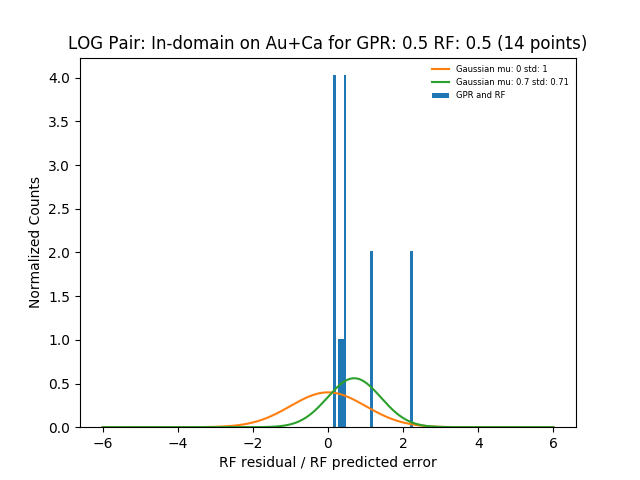 LOG Pair: In-domain on Au+Ca for GPR: 0.5 RF: 0.5 (14 points)
Gaussian mu: 0 std: 1
Gaussian mu: 0.7 std: 0.71
GPR and RF
Normalized Counts
4.0
3.5
3.0
2.5
2.0
1.5
1.0
0.5
0.0
−6 −4 −2 0 2 4 6
RF residual / RF predicted error